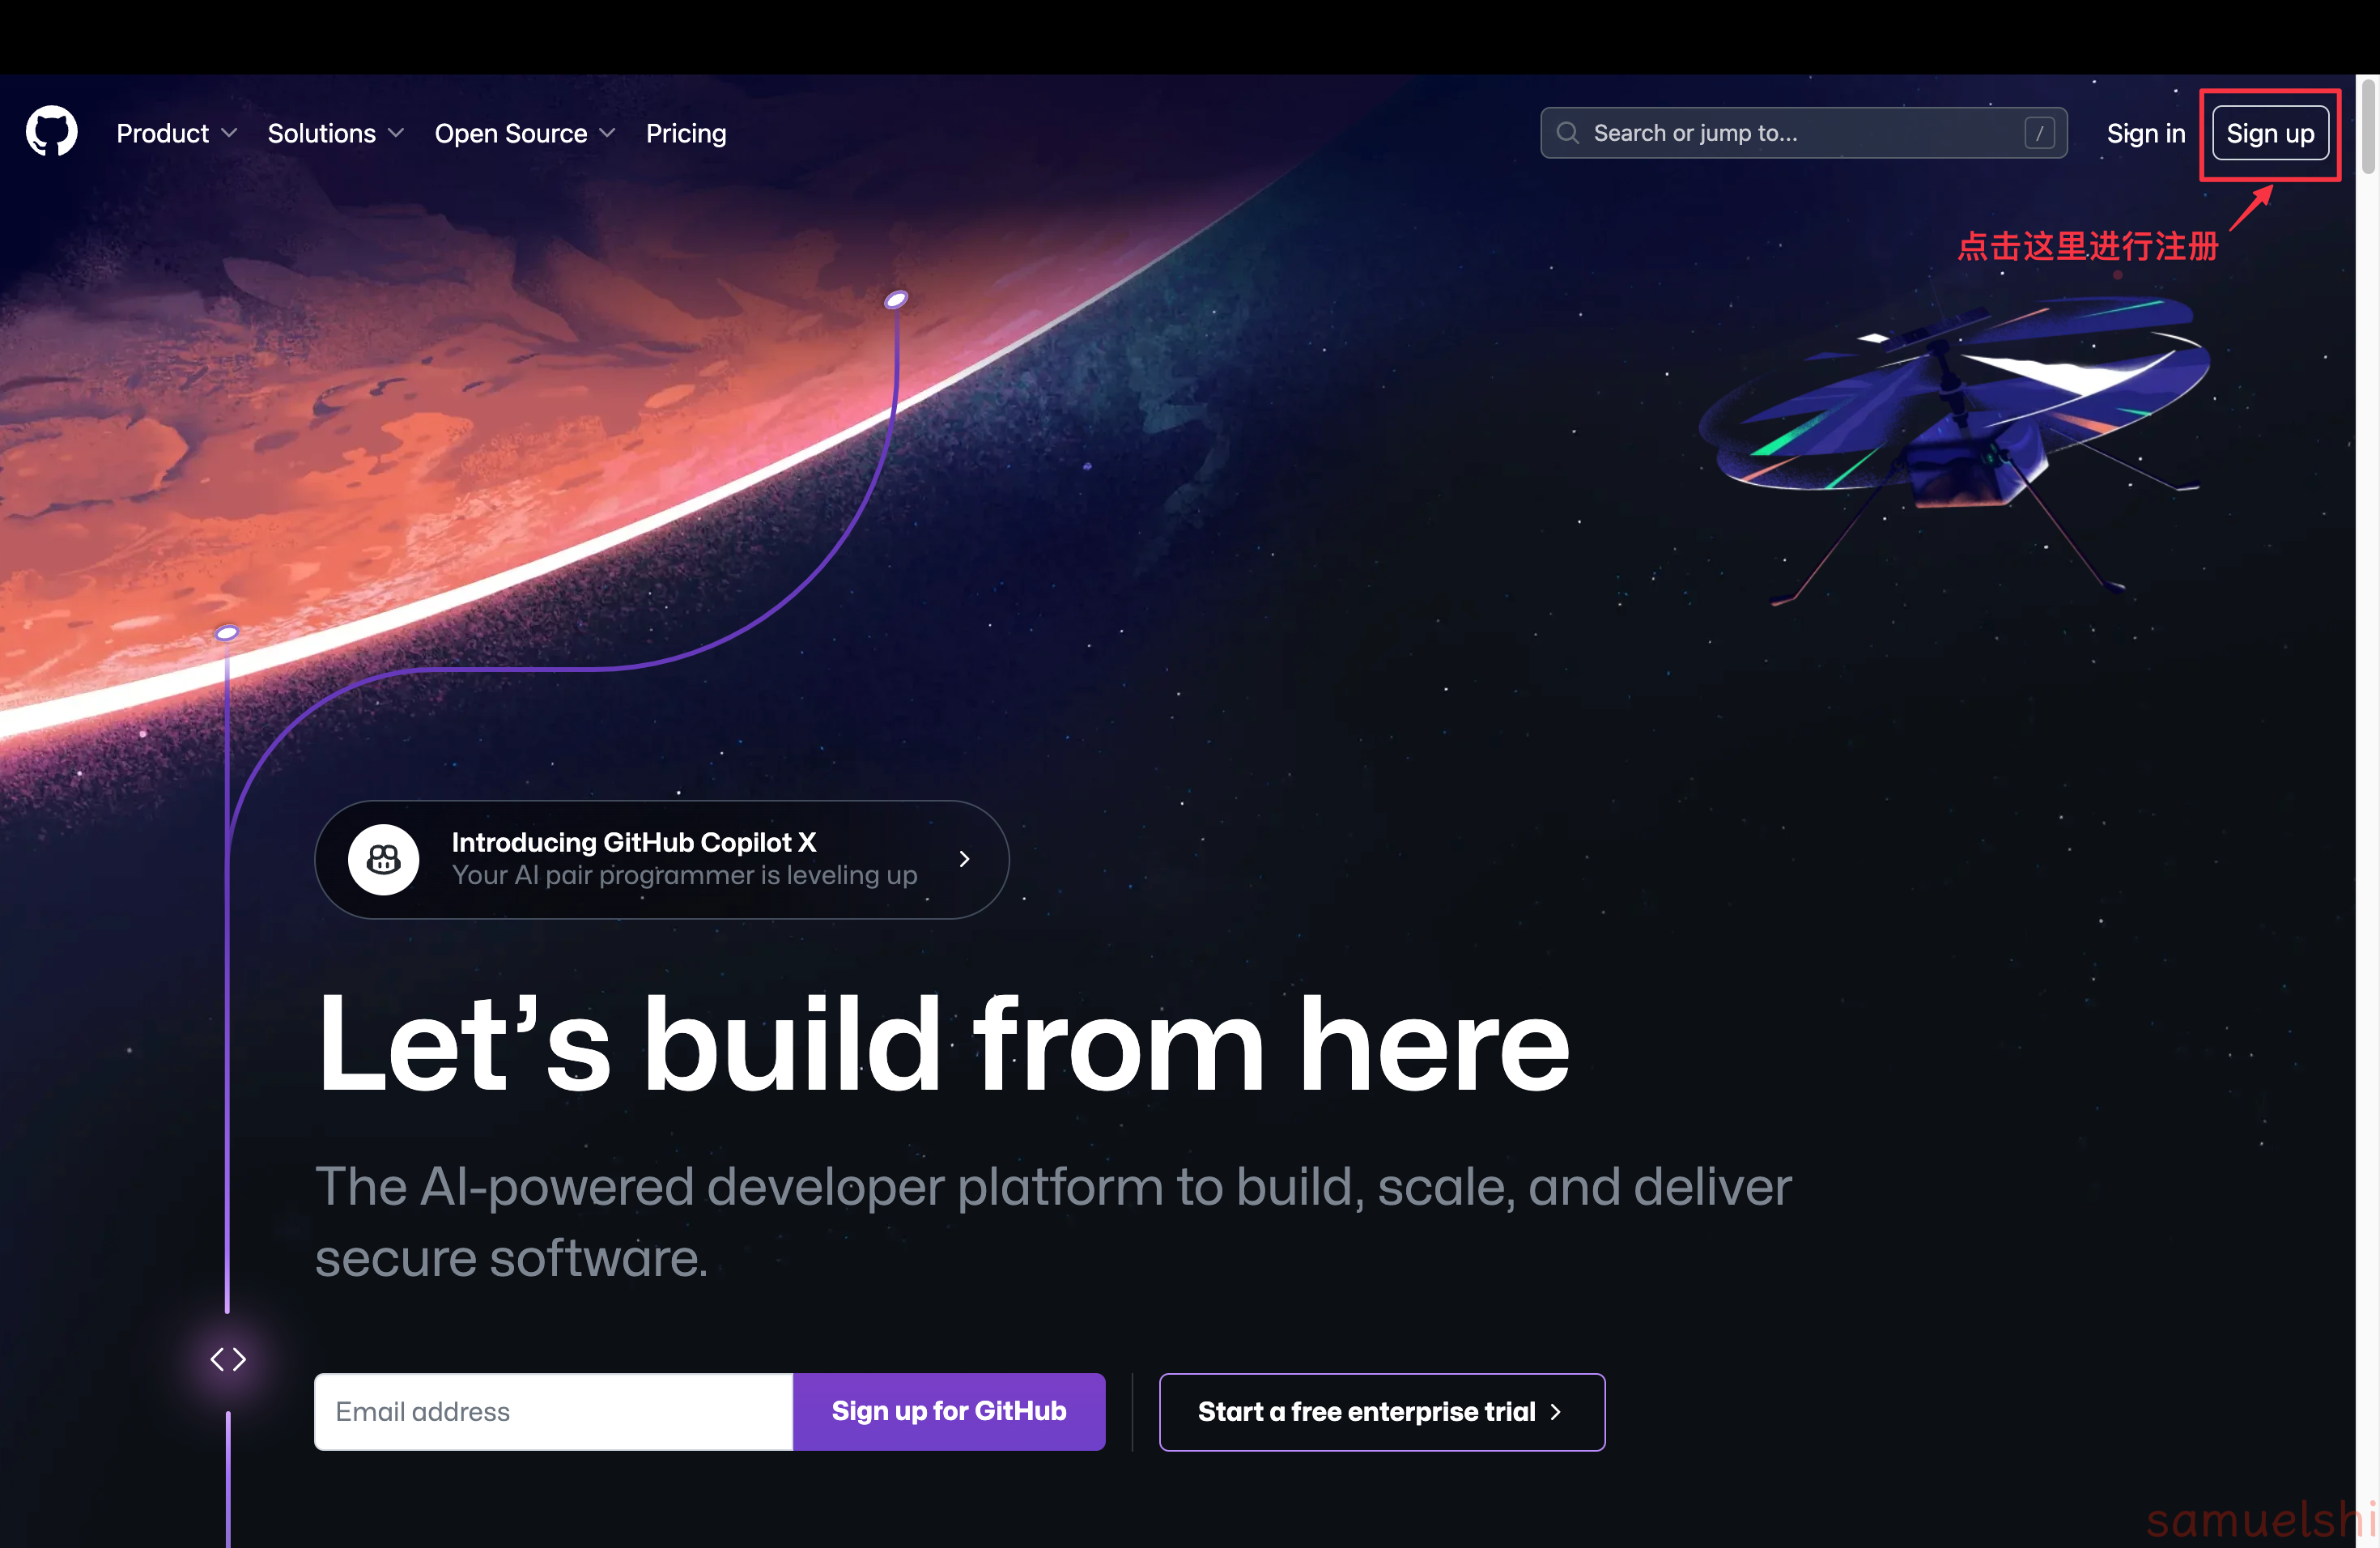 Product Solutions Open Source Pricing Search or jump to... / Sign in Sign up
点击这里进行注册
Introducing GitHub Copilot X
Your AI pair programmer is leveling up
Let’s build from here
The AI-powered developer platform to build, scale, and deliver
secure software.
Email address Sign up for GitHub Start a free enterprise trial
samuelshi